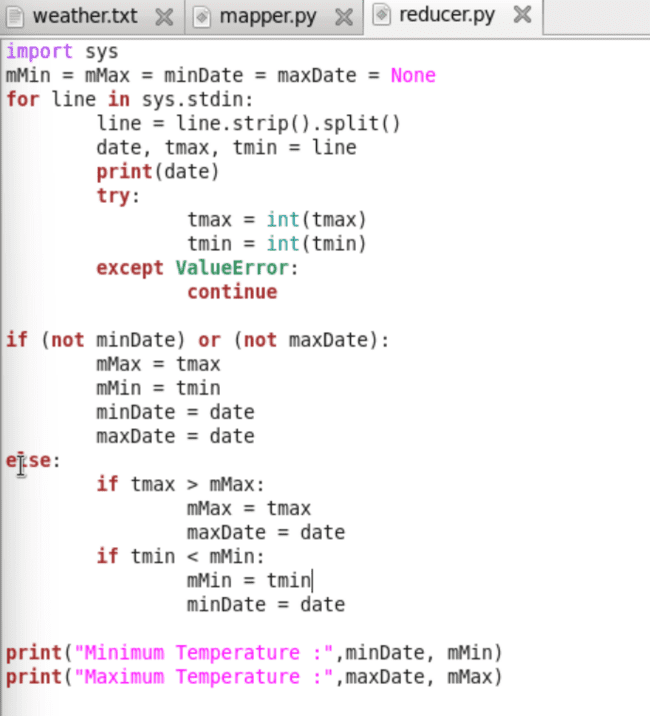 weather.txt mapper.py reducer.py
import sys
mMin = mMax = minDate = maxDate = None
for line in sys.stdin:
        line = line.strip().split()
        date, tmax, tmin = line
        print(date)
        try:
                tmax = int(tmax)
                tmin = int(tmin)
        except ValueError:
                continue

if (not minDate) or (not maxDate):
        mMax = tmax
        mMin = tmin
        minDate = date
        maxDate = date
else:
        if tmax > mMax:
                mMax = tmax
                maxDate = date
        if tmin < mMin:
                mMin = tmin
                minDate = date

print("Minimum Temperature :",minDate, mMin)
print("Maximum Temperature :",maxDate, mMax)